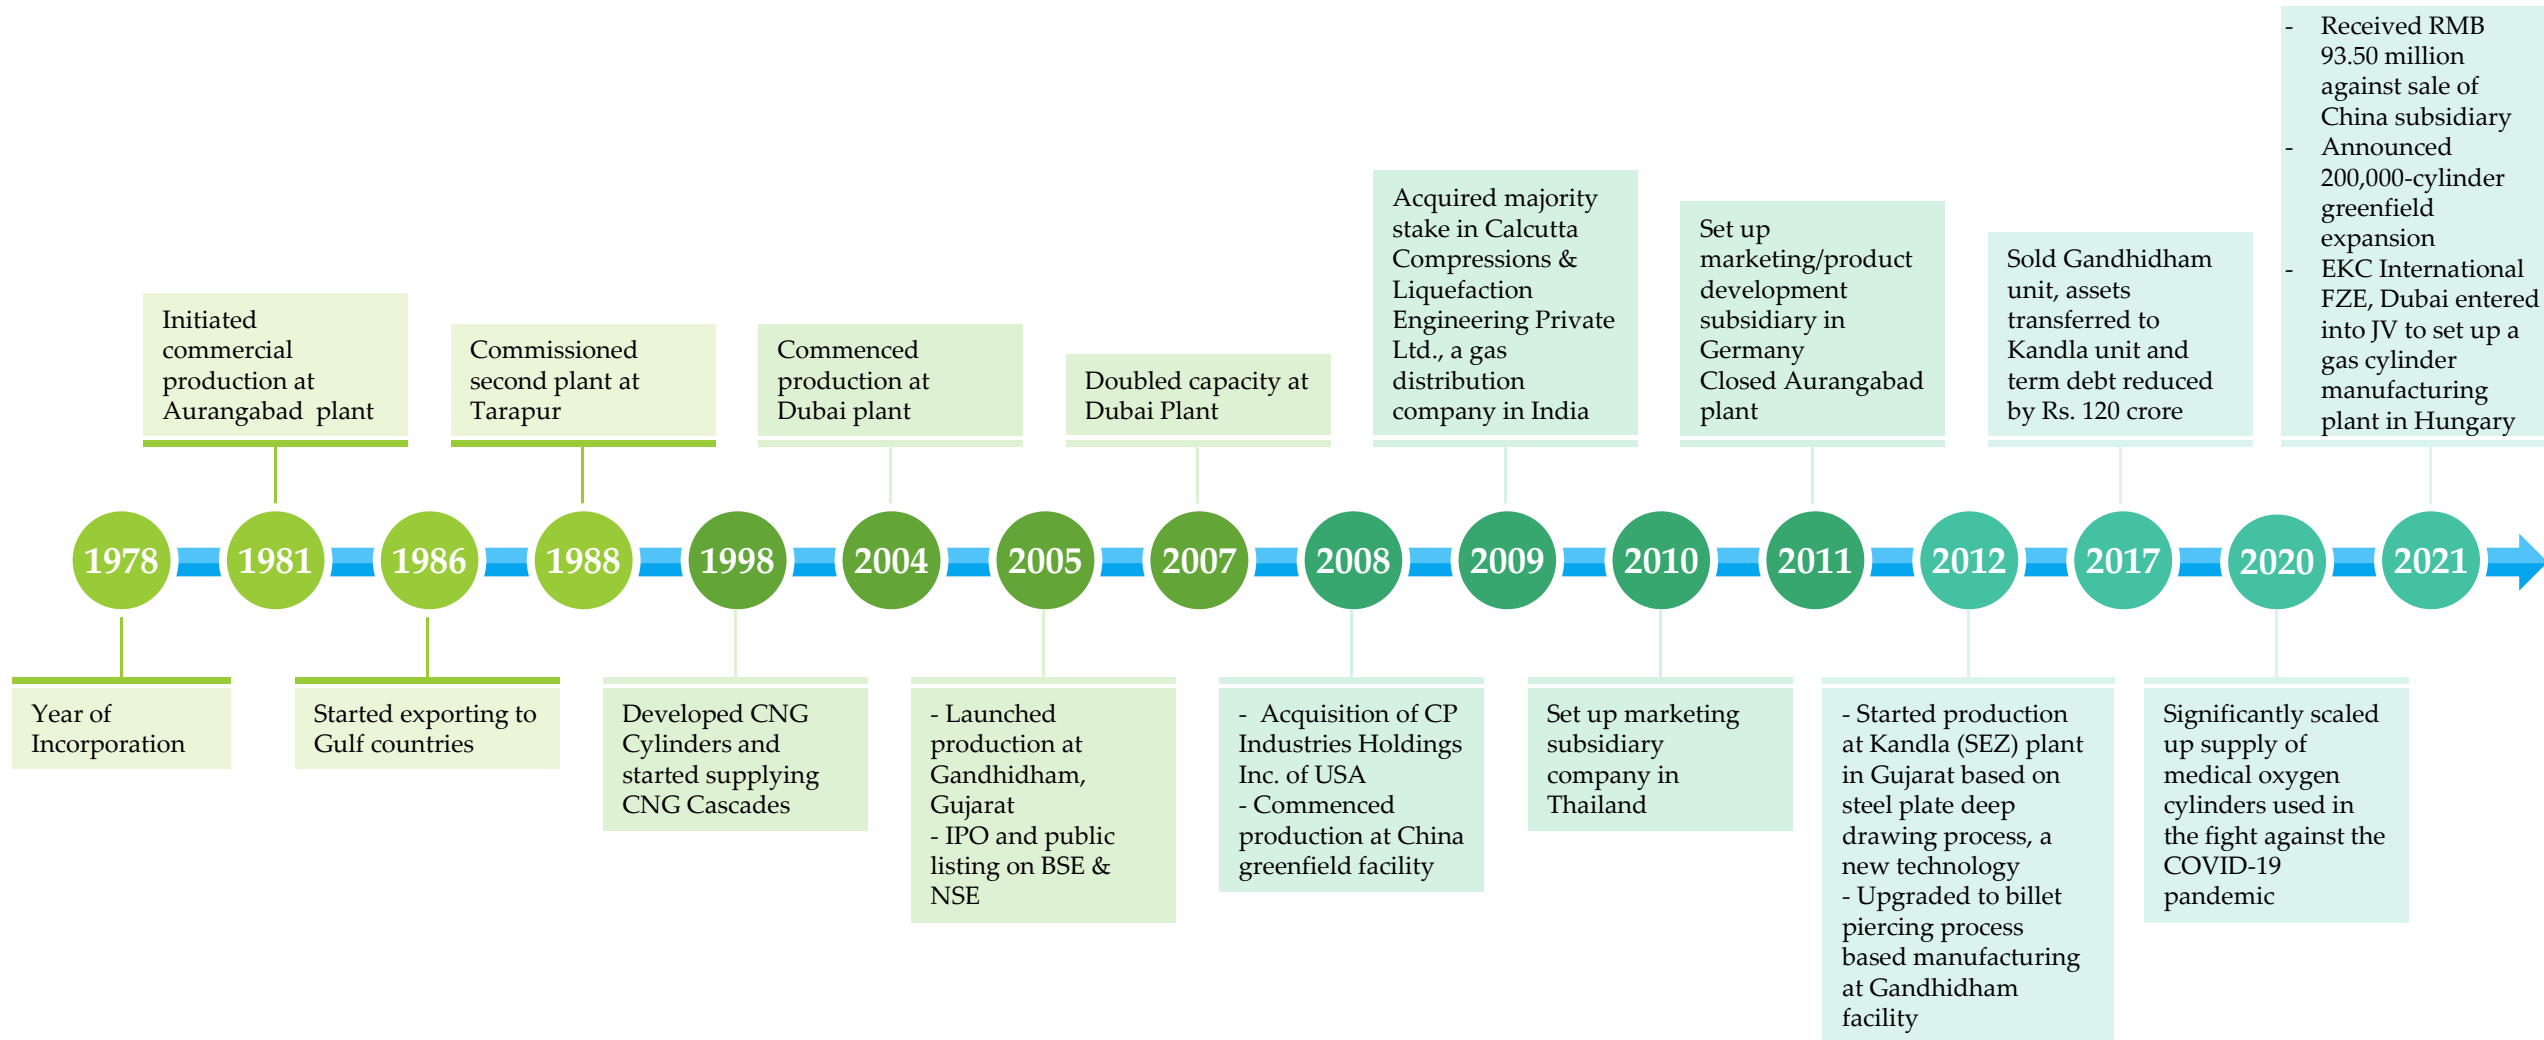 - Received RMB
93.50 million
against sale of
China subsidiary
- Announced
200,000-cylinder
greenfield
expansion
- EKC International
FZE, Dubai entered
into JV to set up a
gas cylinder
manufacturing
plant in Hungary
Acquired majority
stake in Calcutta
Compressions &
Liquefaction
Engineering Private
Ltd., a gas
distribution
company in India
Set up
marketing/product
development
subsidiary in
Germany
Closed Aurangabad
plant
Sold Gandhidham
unit, assets
transferred to
Kandla unit and
term debt reduced
by Rs. 120 crore
Initiated
commercial
production at
Aurangabad plant
Commissioned
second plant at
Tarapur
Commenced
production at
Dubai plant
Doubled capacity at
Dubai Plant
1978 1981 1986 1988 1998 2004 2005 2007 2008 2009 2010 2011 2012 2017 2020 2021
Year of
Incorporation
Started exporting to
Gulf countries
Developed CNG
Cylinders and
started supplying
CNG Cascades
- Launched
production at
Gandhidham,
Gujarat
- IPO and public
listing on BSE &
NSE
- Acquisition of CP
Industries Holdings
Inc. of USA
- Commenced
production at China
greenfield facility
Set up marketing
subsidiary
company in
Thailand
- Started production
at Kandla (SEZ) plant
in Gujarat based on
steel plate deep
drawing process, a
new technology
- Upgraded to billet
piercing process
based manufacturing
at Gandhidham
facility
Significantly scaled
up supply of
medical oxygen
cylinders used in
the fight against the
COVID-19
pandemic